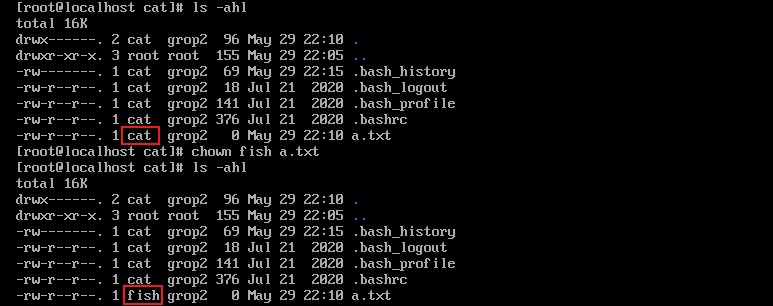 [root@localhost cat]# ls -ahl
total 16K
drwx------. 2 cat  grop2  96 May 29 22:10 .
drwxr-xr-x. 3 root root  155 May 29 22:05 ..
-rw-------. 1 cat  grop2  69 May 29 22:15 .bash_history
-rw-r--r--. 1 cat  grop2  18 Jul 21  2020 .bash_logout
-rw-r--r--. 1 cat  grop2 141 Jul 21  2020 .bash_profile
-rw-r--r--. 1 cat  grop2 376 Jul 21  2020 .bashrc
-rw-r--r--. 1 cat  grop2   0 May 29 22:10 a.txt
[root@localhost cat]# chown fish a.txt
[root@localhost cat]# ls -ahl
total 16K
drwx------. 2 cat  grop2  96 May 29 22:10 .
drwxr-xr-x. 3 root root  155 May 29 22:05 ..
-rw-------. 1 cat  grop2  69 May 29 22:15 .bash_history
-rw-r--r--. 1 cat  grop2  18 Jul 21  2020 .bash_logout
-rw-r--r--. 1 cat  grop2 141 Jul 21  2020 .bash_profile
-rw-r--r--. 1 cat  grop2 376 Jul 21  2020 .bashrc
-rw-r--r--. 1 fish grop2   0 May 29 22:10 a.txt